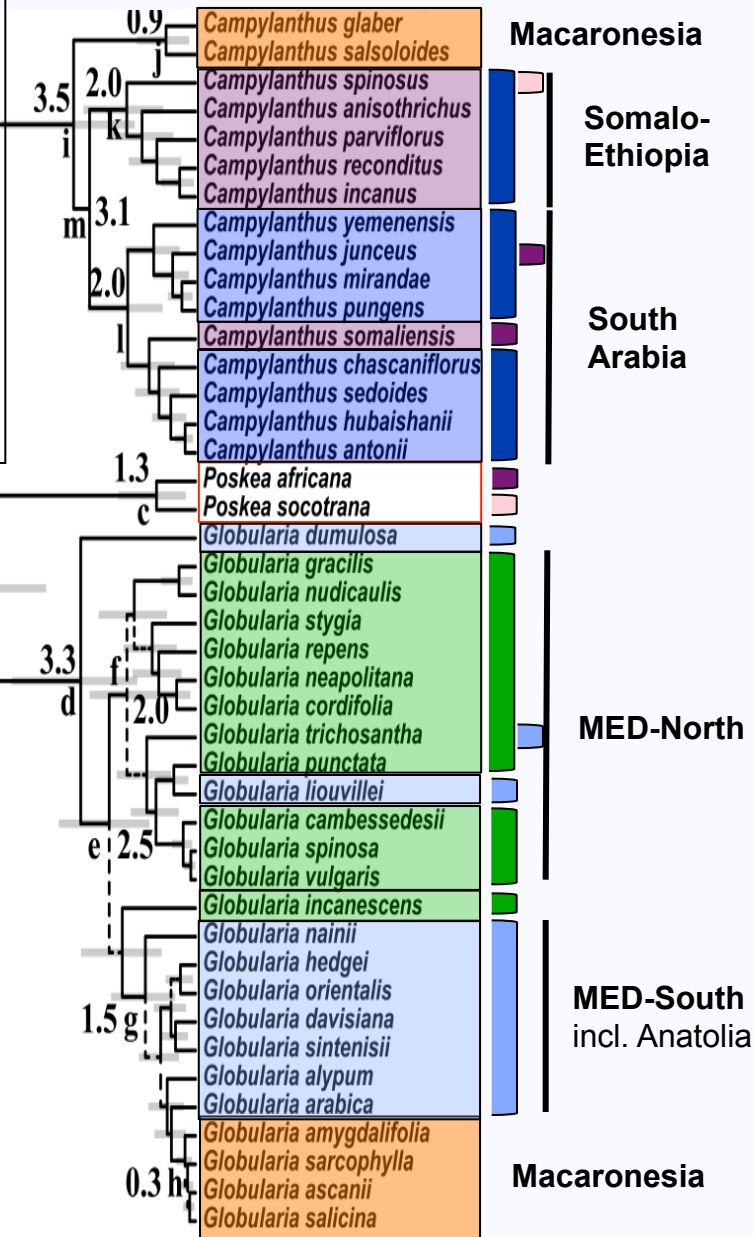 0.9
Campylanthus glaber
Macaronesia
Campylanthus salsoloides
j
2.0
Campylanthus spinosus
3.5
Campylanthus anisothrichus
Somalo-
Ethiopia
k
Campylanthus parviflorus
i
Campylanthus reconditus
Campylanthus incanus
m
3.1
Campylanthus yemenensis
Campylanthus junceus
2.0
Campylanthus mirandae
Campylanthus pungens
South
Arabia
l
Campylanthus somaliensis
Campylanthus chascaniflorus
Campylanthus sedoides
Campylanthus hubaishanii
Campylanthus antonii
1.3
Poskea africana
c
Poskea socotrana
Globularia dumulosa
Globularia gracilis
Globularia nudicaulis
Globularia stygia
3.3
f
Globularia repens
d
Globularia neapolitana
2.0
Globularia cordifolia
MED-North
Globularia trichosantha
Globularia punctata
Globularia liouvillei
Globularia cambessedesii
e
2.5
Globularia spinosa
Globularia vulgaris
Globularia incanescens
Globularia nainii
Globularia hedgei
Globularia orientalis
MED-South
incl. Anatolia
1.5 g
Globularia davisiana
Globularia sintenisii
Globularia alypum
Globularia arabica
Globularia amygdalifolia
Globularia sarcophylla
Macaronesia
0.3 h
Globularia ascanii
Globularia salicina